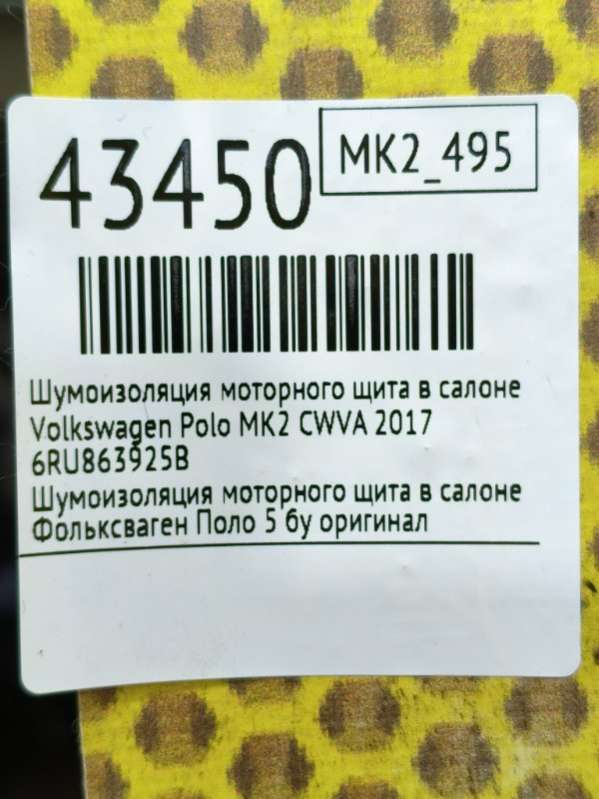 43450
MK2_495
Шумоизоляция моторного щита в салоне
Volkswagen Polo MK2 CWVA 2017
6RU863925B
Шумоизоляция моторного щита в салоне
Фольксваген Поло 5 бу оригинал